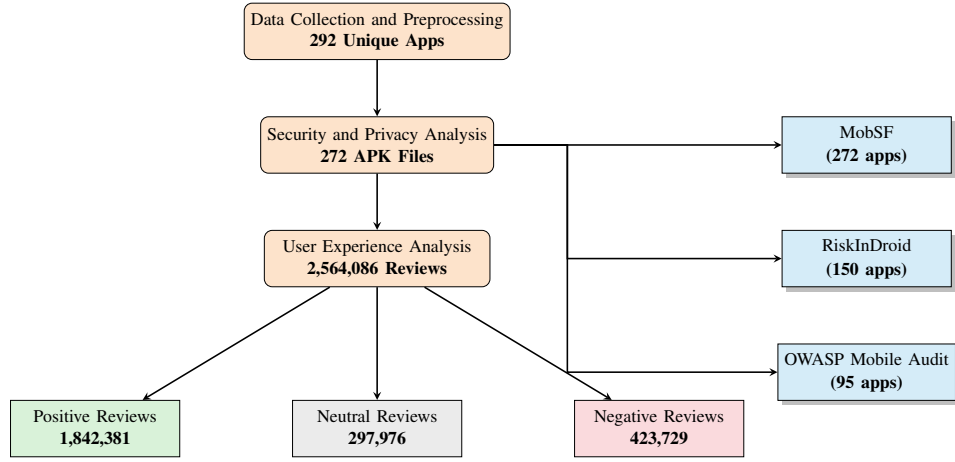 Data Collection and Preprocessing
292 Unique Apps
Security and Privacy Analysis
272 APK Files
MobSF
(272 apps)
User Experience Analysis
2,564,086 Reviews
RiskInDroid
(150 apps)
OWASP Mobile Audit
(95 apps)
Positive Reviews
1,842,381
Neutral Reviews
297,976
Negative Reviews
423,729